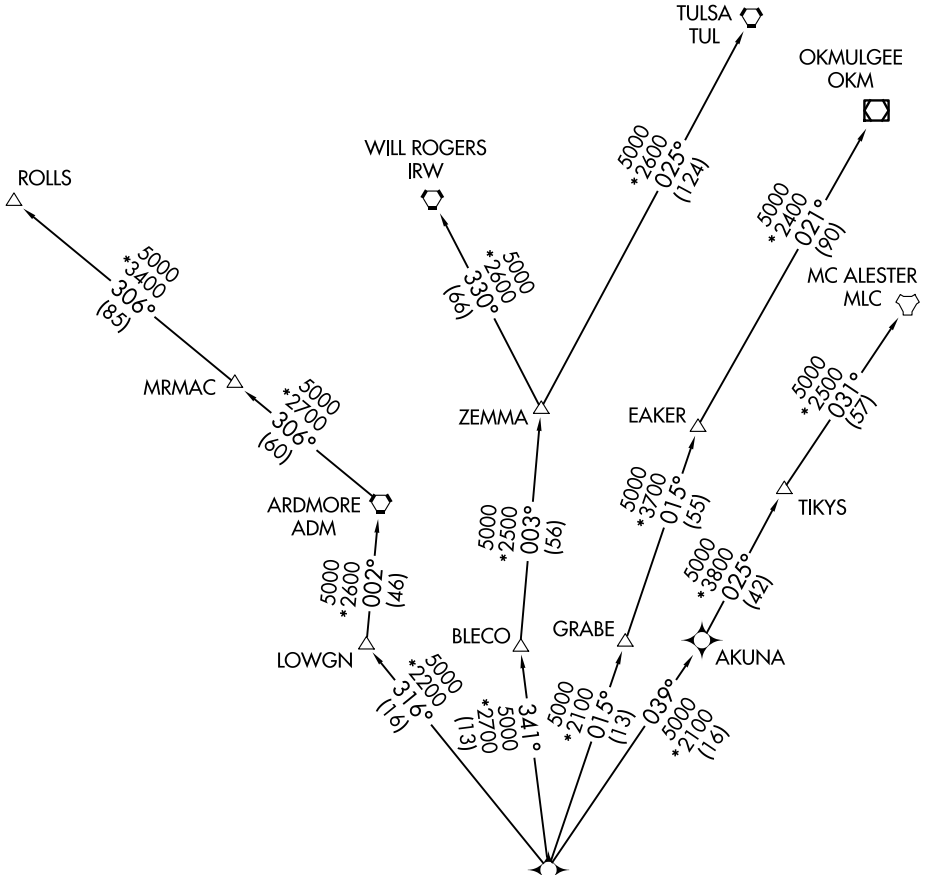 TULSA
TUL
OKMULGEE
OKM
WILL ROGERS
IRW
ROLLS
MC ALESTER
MLC
5000
*2600
025°
(124)
5000
*2400
021°
(90)
5000
*3400
306°
(85)
5000
*2600
330°
(66)
5000
*2500
031°
(57)
MRMAC
ZEMMA
EAKER
5000
*2700
306°
(60)
ARDMORE
ADM
5000
*2500
003°
(56)
5000
*3700
015°
(55)
TIKYS
5000
*2600
002°
(46)
5000
*3800
025°
(42)
LOWGN
BLECO
GRABE
AKUNA
5000
*2200
316°
(16)
341°
5000
*2700
(13)
5000
*2100
015°
(13)
039°
5000
*2100
(16)